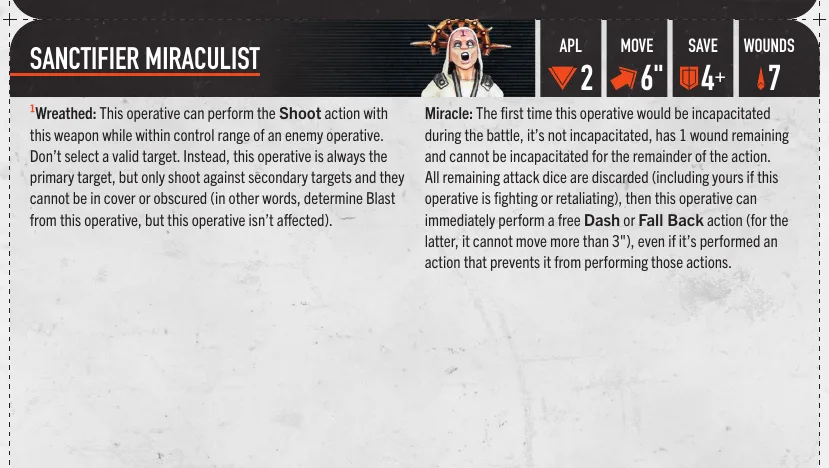 SANCTIFIER MIRACULIST
APL
2
MOVE
6"
SAVE
4+
WOUNDS
7
1
1Wreathed: This operative can perform the Shoot action with
this weapon while within control range of an enemy operative.
Don't select a valid target. Instead, this operative is always the
primary target, but only shoot against secondary targets and they
cannot be in cover or obscured (in other words, determine Blast
from this operative, but this operative isn't affected).
Miracle: The first time this operative would be incapacitated
during the battle, it's not incapacitated, has 1 wound remaining
and cannot be incapacitated for the remainder of the action.
All remaining attack dice are discarded (including yours if this
operative is fighting or retaliating), then this operative can
immediately perform a free Dash or Fall Back action (for the
latter, it cannot move more than 3"), even if it's performed an
action that prevents it from performing those actions.